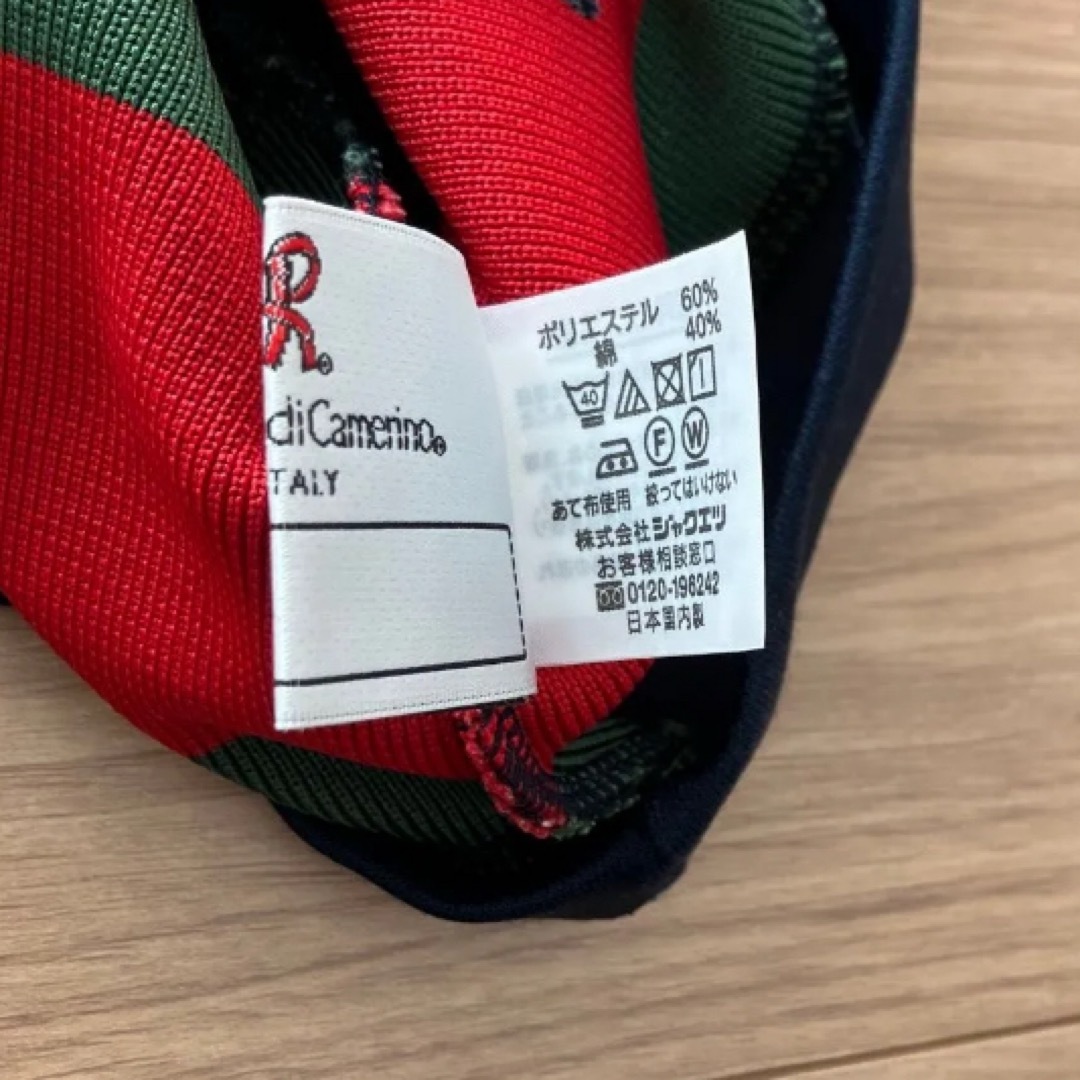 R®
diCamerino®
ITALY
ポリエステル 60%
綿 40%
40
F W
あて布使用 絞ってはいけない
株式会社ジャクエツ
お客様相談窓口
0120-196242
日本国内製